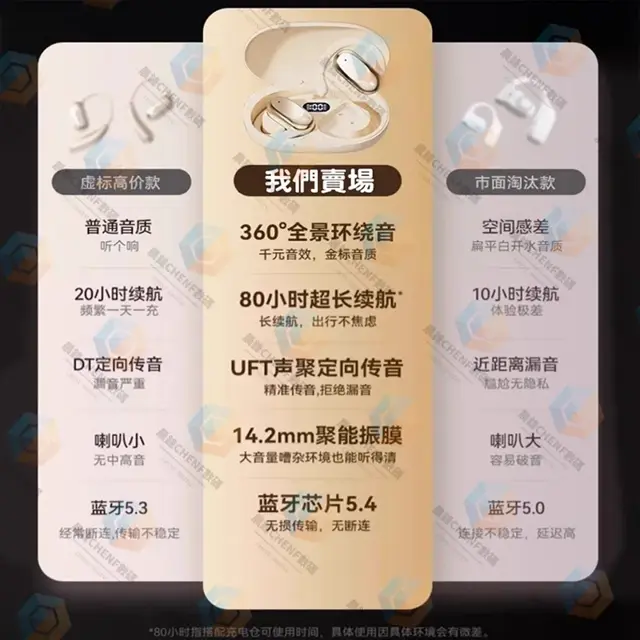 虚标高价款
普通音质
听个响
20小时续航
频繁一天一充
DT定向传音
漏音严重
喇叭小
无中高音
蓝牙5.3
经常断连,传输不稳定
我們賣場
360°全景环绕音
千元音效，金标音质
80小时超长续航*
长续航，出行不焦虑
UFT声聚定向传音
精准传音,拒绝漏音
14.2mm聚能振膜
大音量嘈杂环境也能听得清
蓝牙芯片5.4
无损传输，无断连
市面淘汰款
空间感差
扁平白开水音质
10小时续航
体验极差
近距离漏音
尴尬无隐私
喇叭大
容易破音
蓝牙5.0
连接不稳定，延迟高
*80小时指搭配充电仓可使用时间，具体使用因具体环境会有微差。